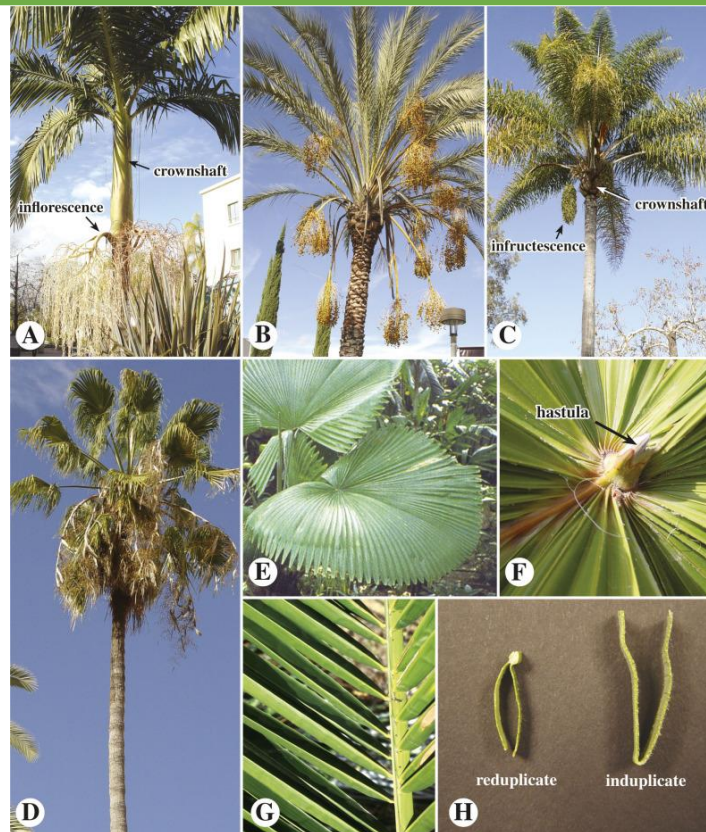 crownshaft
inflorescence
A
B
crownshaft
infructescence
C
D
E
hastula
F
G
reduplicate
induplicate
H